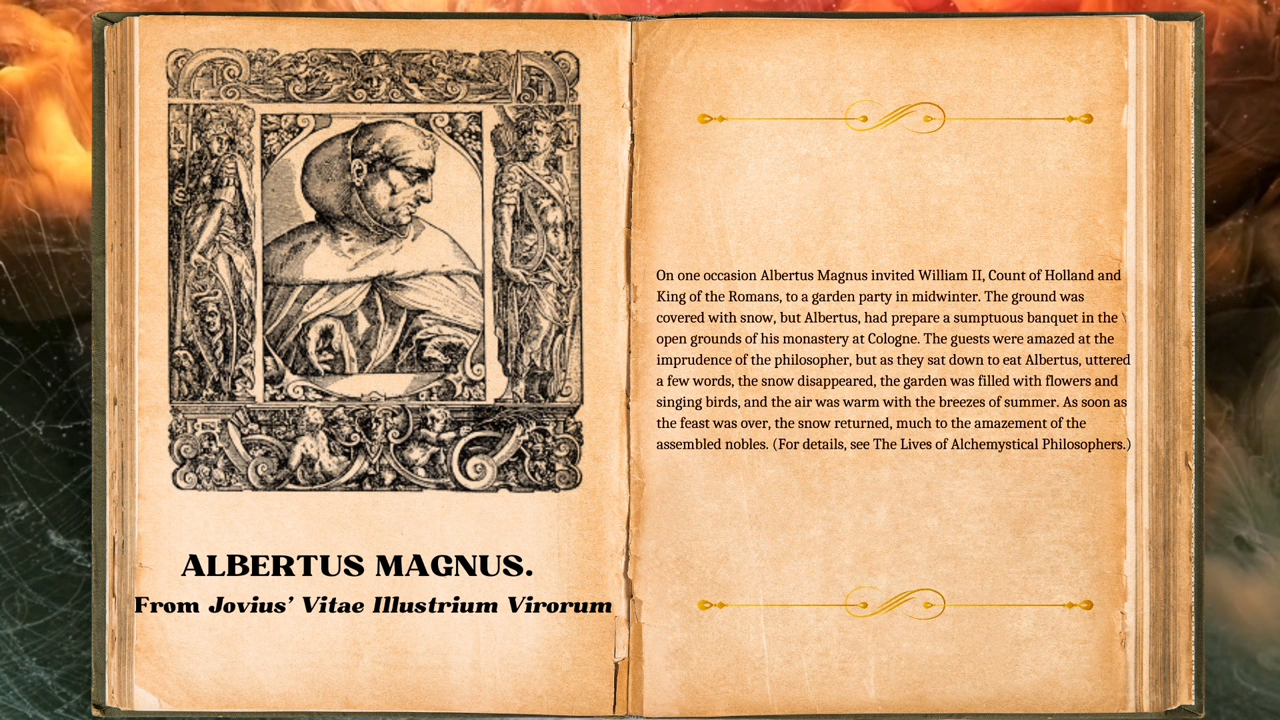 ALBERTUS MAGNUS.
From Jovius’ Vitae Illustrium Virorum
On one occasion Albertus Magnus invited William II, Count of Holland and
King of the Romans, to a garden party in midwinter. The ground was
covered with snow, but Albertus, had prepare a sumptuous banquet in the
open grounds of his monastery at Cologne. The guests were amazed at the
imprudence of the philosopher, but as they sat down to eat Albertus, uttered
a few words, the snow disappeared, the garden was filled with flowers and
singing birds, and the air was warm with the breezes of summer. As soon as
the feast was over, the snow returned, much to the amazement of the
assembled nobles. (For details, see The Lives of Alchemystical Philosophers.)